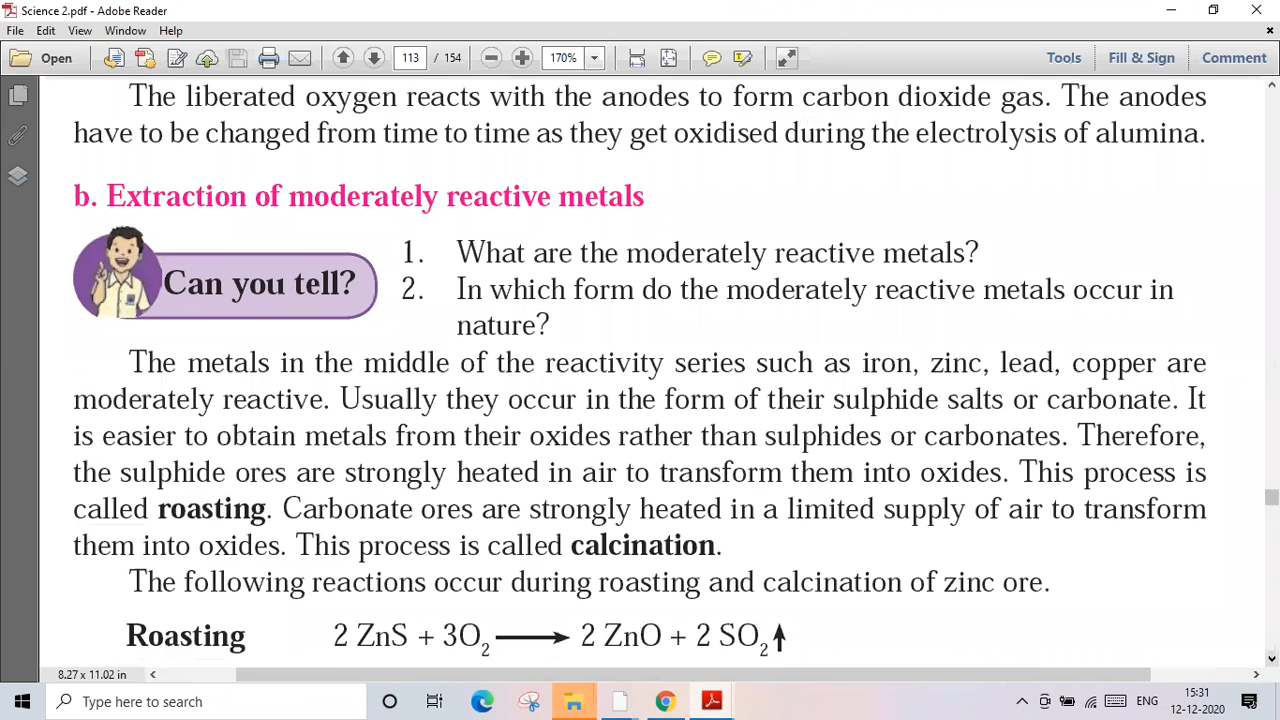 Science 2.pdf - Adobe Reader
File Edit View Window Help
Open 113 / 154 170% Tools Fill & Sign Comment
The liberated oxygen reacts with the anodes to form carbon dioxide gas. The anodes
have to be changed from time to time as they get oxidised during the electrolysis of alumina.
b. Extraction of moderately reactive metals
Can you tell?
1. What are the moderately reactive metals?
2. In which form do the moderately reactive metals occur in
nature?
The metals in the middle of the reactivity series such as iron, zinc, lead, copper are
moderately reactive. Usually they occur in the form of their sulphide salts or carbonate. It
is easier to obtain metals from their oxides rather than sulphides or carbonates. Therefore,
the sulphide ores are strongly heated in air to transform them into oxides. This process is
called roasting. Carbonate ores are strongly heated in a limited supply of air to transform
them into oxides. This process is called calcination.
The following reactions occur during roasting and calcination of zinc ore.
Roasting 2 ZnS + 3O₂ ⟶ 2 ZnO + 2 SO₂ ↑
8.27 x 11.02 in
Type here to search
ENG
15:31
12-12-2020